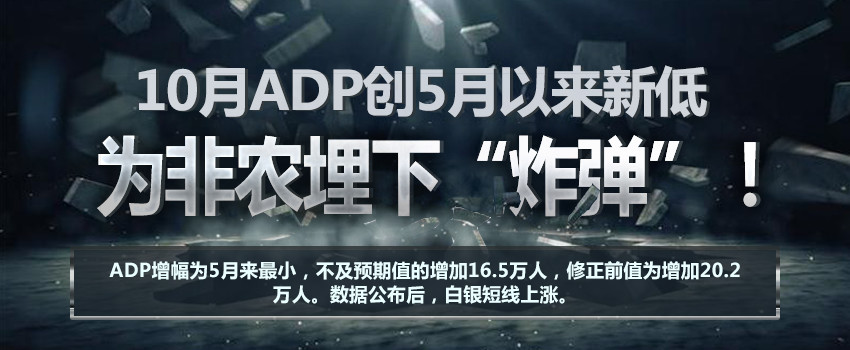 10月ADP创5月以来新低
为非农埋下“炸弹”！
ADP增幅为5月来最小，不及预期值的增加16.5万人，修正前值为增加20.2
万人。数据公布后，白银短线上涨。